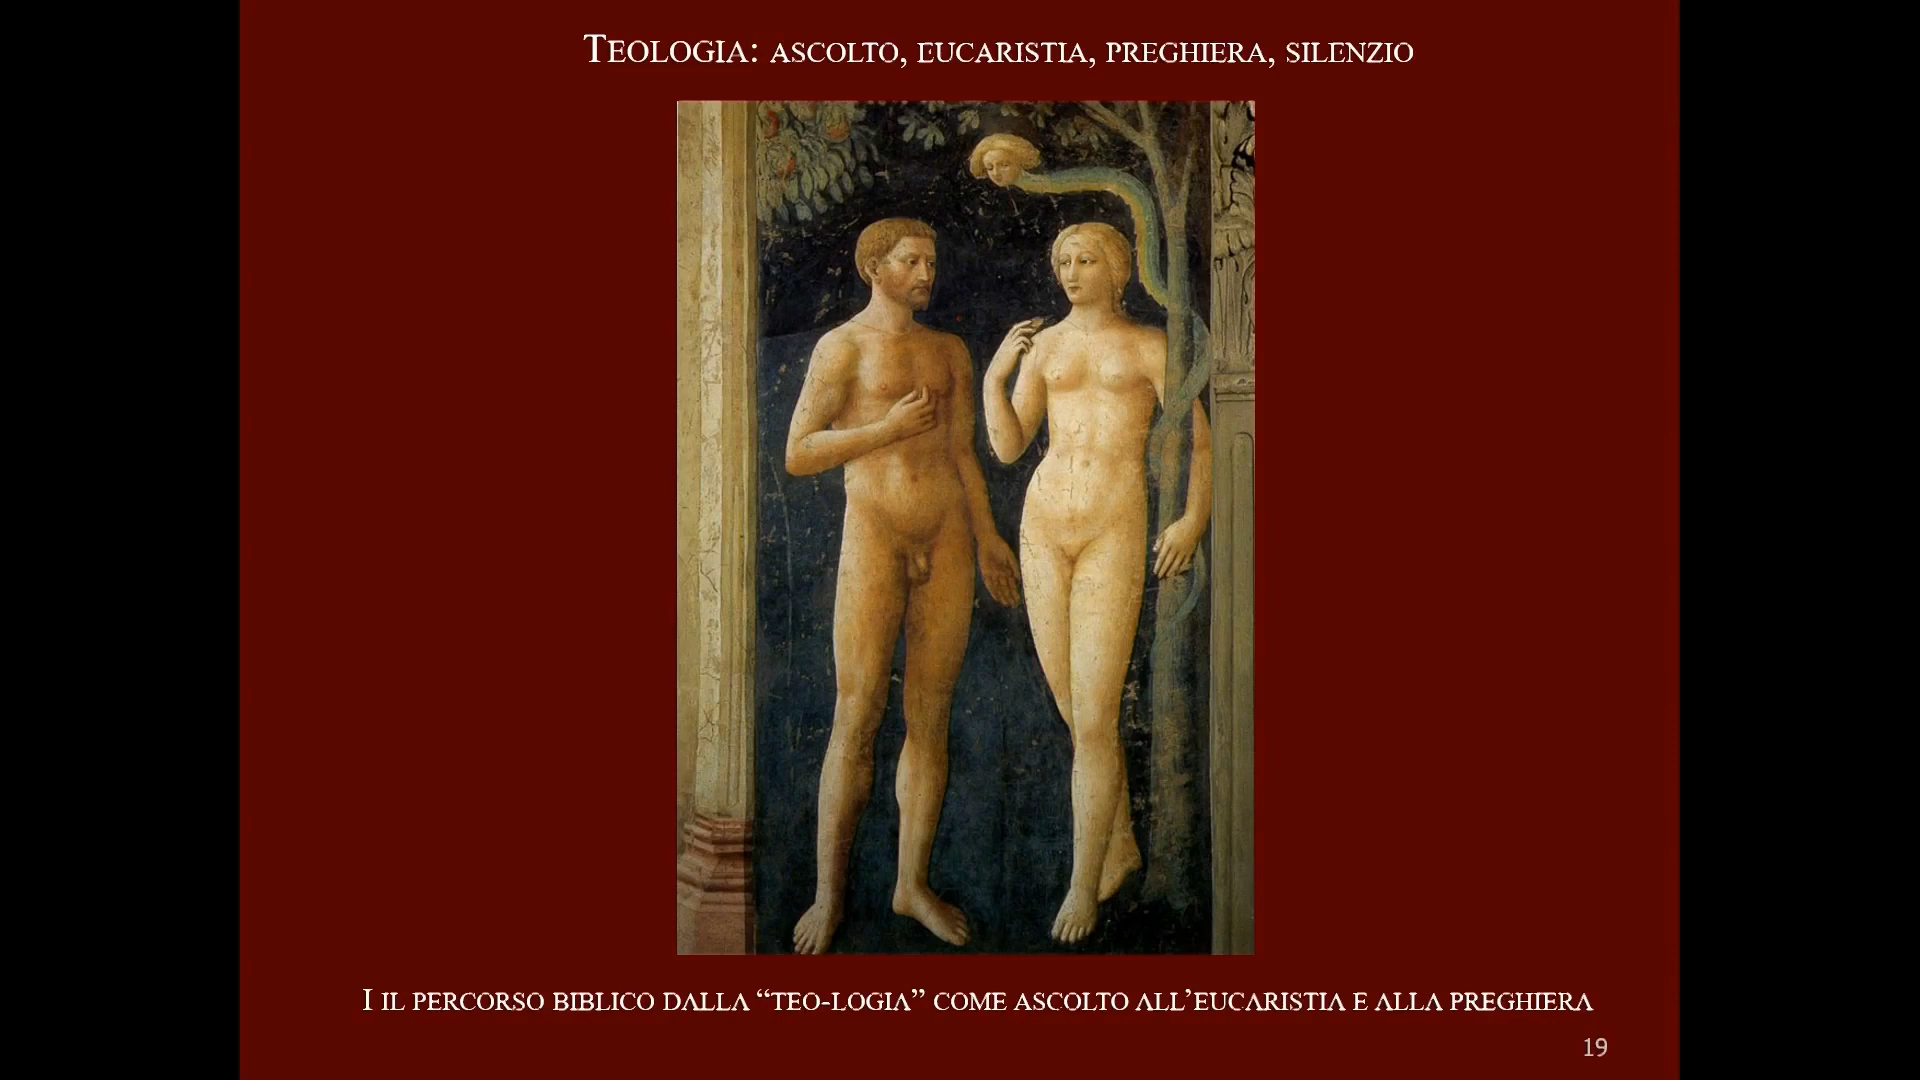 TEOLOGIA: ASCOLTO, EUCARISTIA, PREGHIERA, SILENZIO
I IL PERCORSO BIBLICO DALLA “TEO-LOGIA” COME ASCOLTO ALL’EUCARISTIA E ALLA PREGHIERA
19